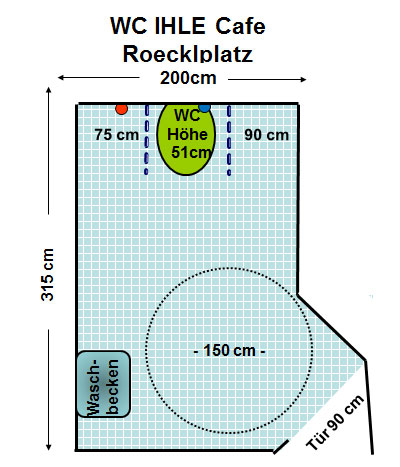 WC IHLE Cafe
Roecklplatz
200cm
75 cm
WC
Höhe
51cm
90 cm
315 cm
- 150 cm -
Wasch-
becken
Tür 90 cm